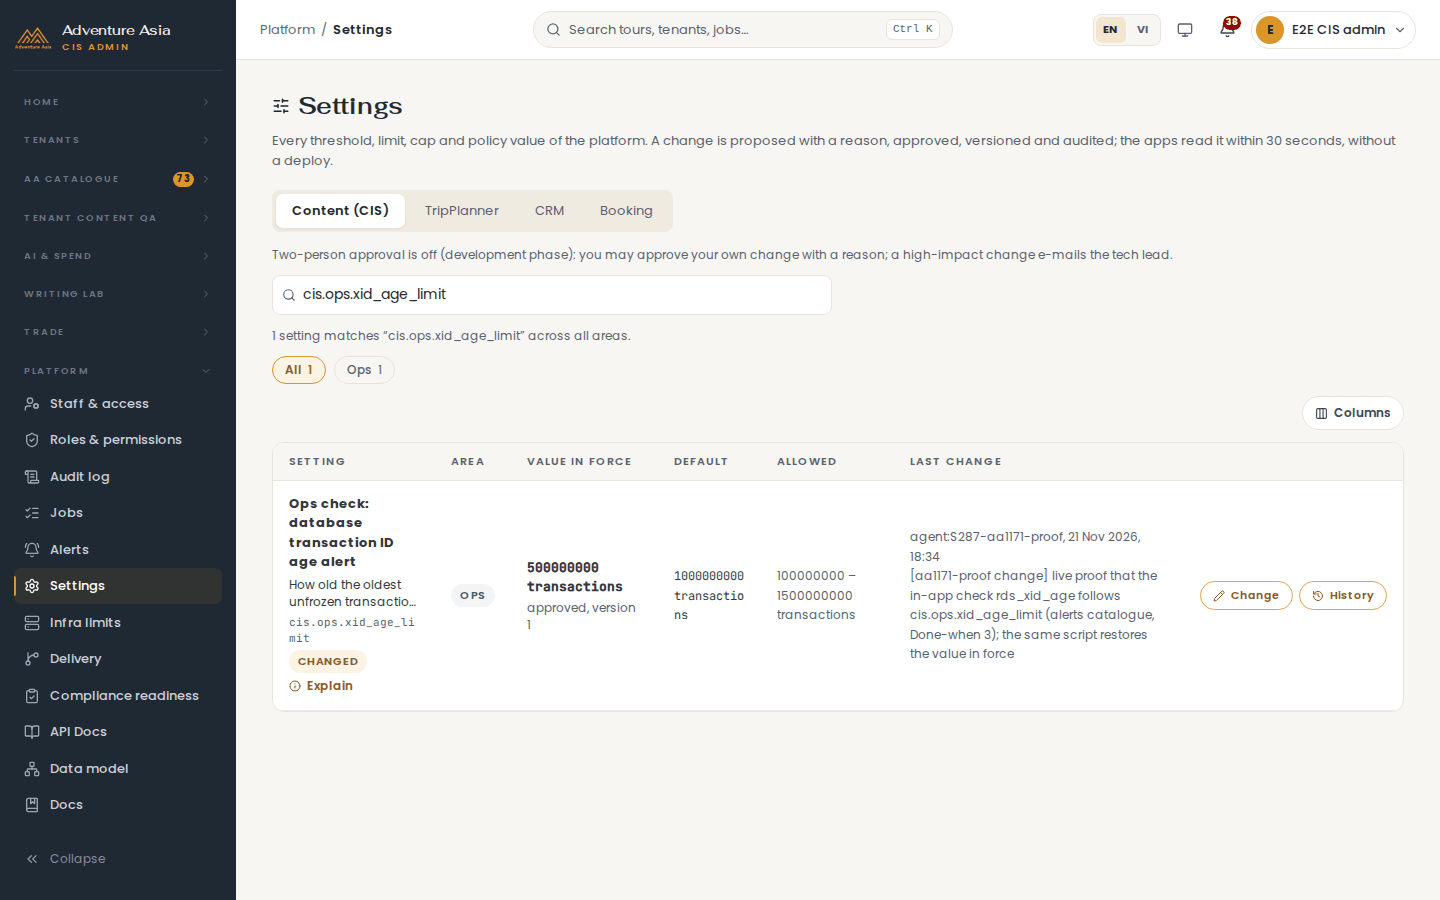 Adventure Asia
Adventure Asia
CIS ADMIN
HOME
TENANTS
AA CATALOGUE 73
TENANT CONTENT QA
AI & SPEND
WRITING LAB
TRADE
PLATFORM
Staff & access
Roles & permissions
Audit log
Jobs
Alerts
Settings
Infra limits
Delivery
Compliance readiness
API Docs
Data model
Docs
Collapse
Platform / Settings
Search tours, tenants, jobs...
Ctrl K
EN VI
38
E E2E CIS admin
Settings
Every threshold, limit, cap and policy value of the platform. A change is proposed with a reason, approved, versioned and audited; the apps read it within 30 seconds, without
a deploy.
Content (CIS) TripPlanner CRM Booking
Two-person approval is off (development phase): you may approve your own change with a reason; a high-impact change e-mails the tech lead.
cis.ops.xid_age_limit
1 setting matches “cis.ops.xid_age_limit” across all areas.
All 1 Ops 1
Columns
SETTING AREA VALUE IN FORCE DEFAULT ALLOWED LAST CHANGE
Ops check:
database
transaction ID
age alert
How old the oldest
unfrozen transactio...
cis.ops.xid_age_li
mit
CHANGED
Explain
OPS
500000000
transactions
approved, version
1
1000000000
transactio
ns
100000000 –
1500000000
transactions
agent:S287-aa1171-proof, 21 Nov 2026,
18:34
[aa1171-proof change] live proof that the
in-app check rds_xid_age follows
cis.ops.xid_age_limit (alerts catalogue,
Done-when 3); the same script restores
the value in force
Change History